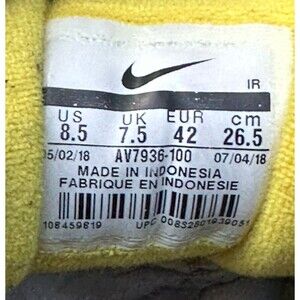 IR
US UK EUR cm
8.5 7.5 42 26.5
05/02/18 AV7936-100 07/04/18
MADE IN INDONESIA
FABRIQUE EN INDONESIE
108459819